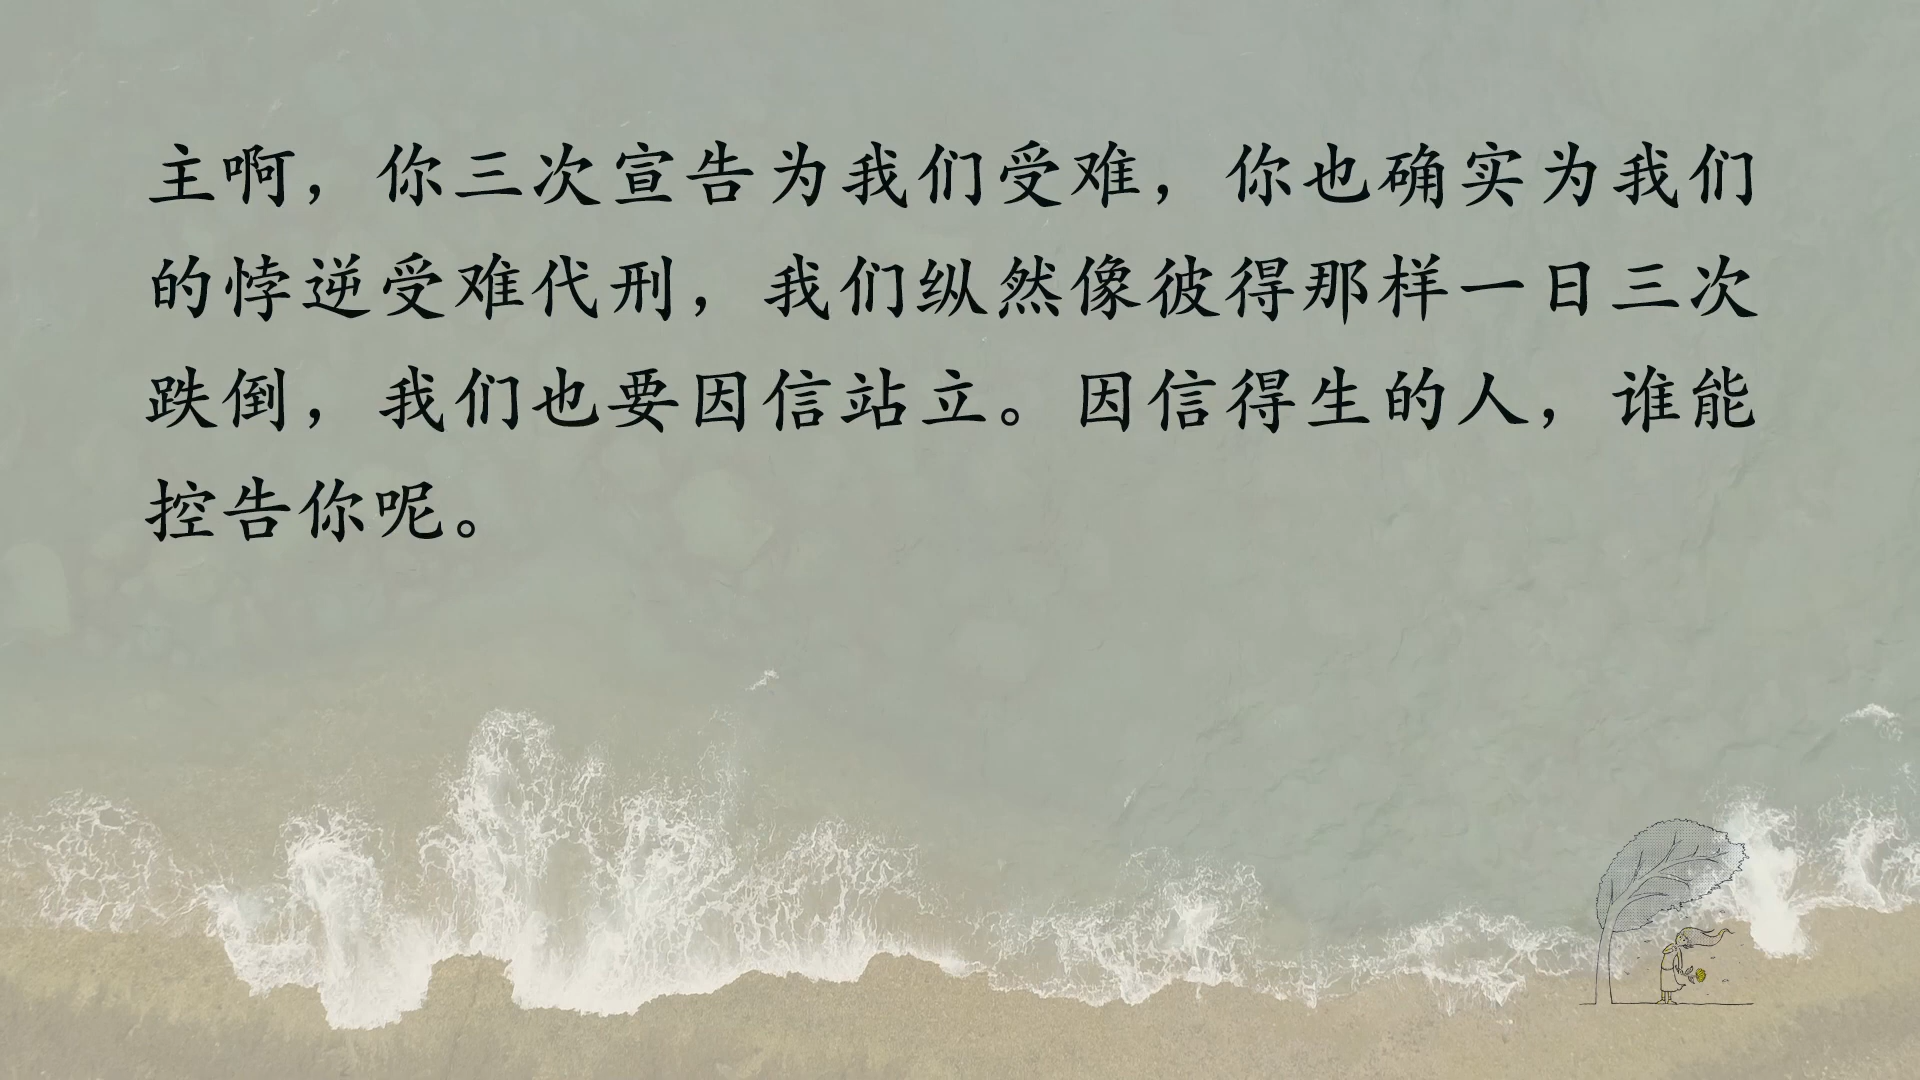 主啊，你三次宣告为我们受难，你也确实为我们
的悖逆受难代刑，我们纵然像彼得那样一日三次
跌倒，我们也要因信站立。因信得生的人，谁能
控告你呢。